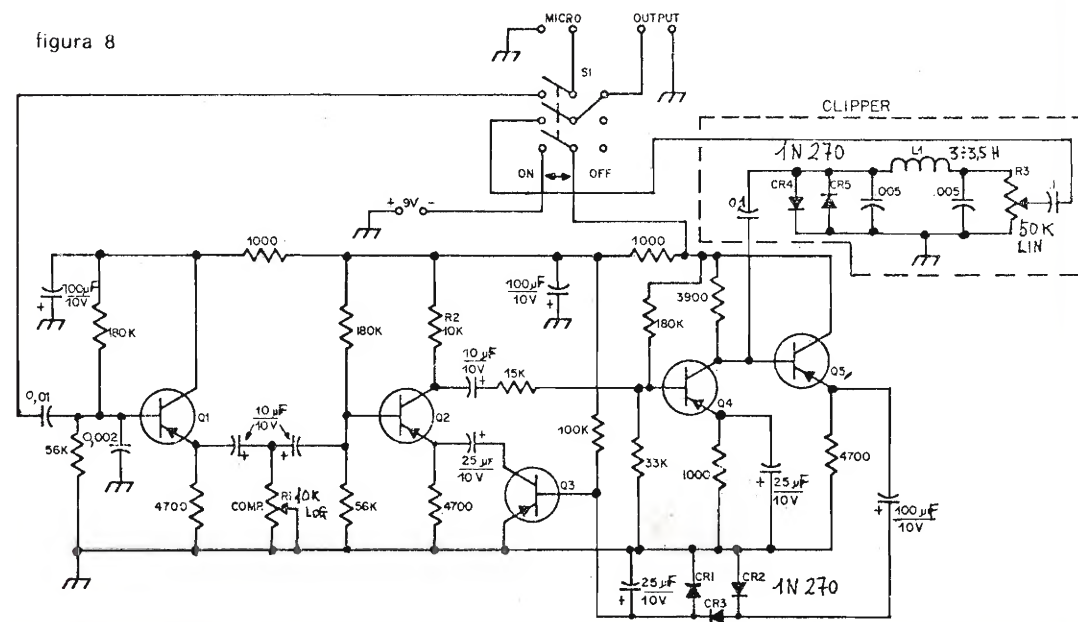 figura 8
MICRO
OUTPUT
S1
ON
OFF
+ 9V -
CLIPPER
1N 270
L1
3÷3,5 H
CR4
CR5
.005
.005
R3
.1
50K
LIN
0,1
1000
1000
100µF
10V
+
180K
180K
R2
10K
100µF
10V
+
180K
3900
0,01
56K
0,002
Q1
10 µF
10V
+
+
Q2
10µF
10V
+
15K
Q4
Q5
4700
COMP.
R1
10K
LOG
56K
4700
25µF
10V
+
Q3
100K
33K
1000
25µF
10V
+
4700
100µF
10V
+
25µF
10V
+
CR1
CR2
CR3
1N 270